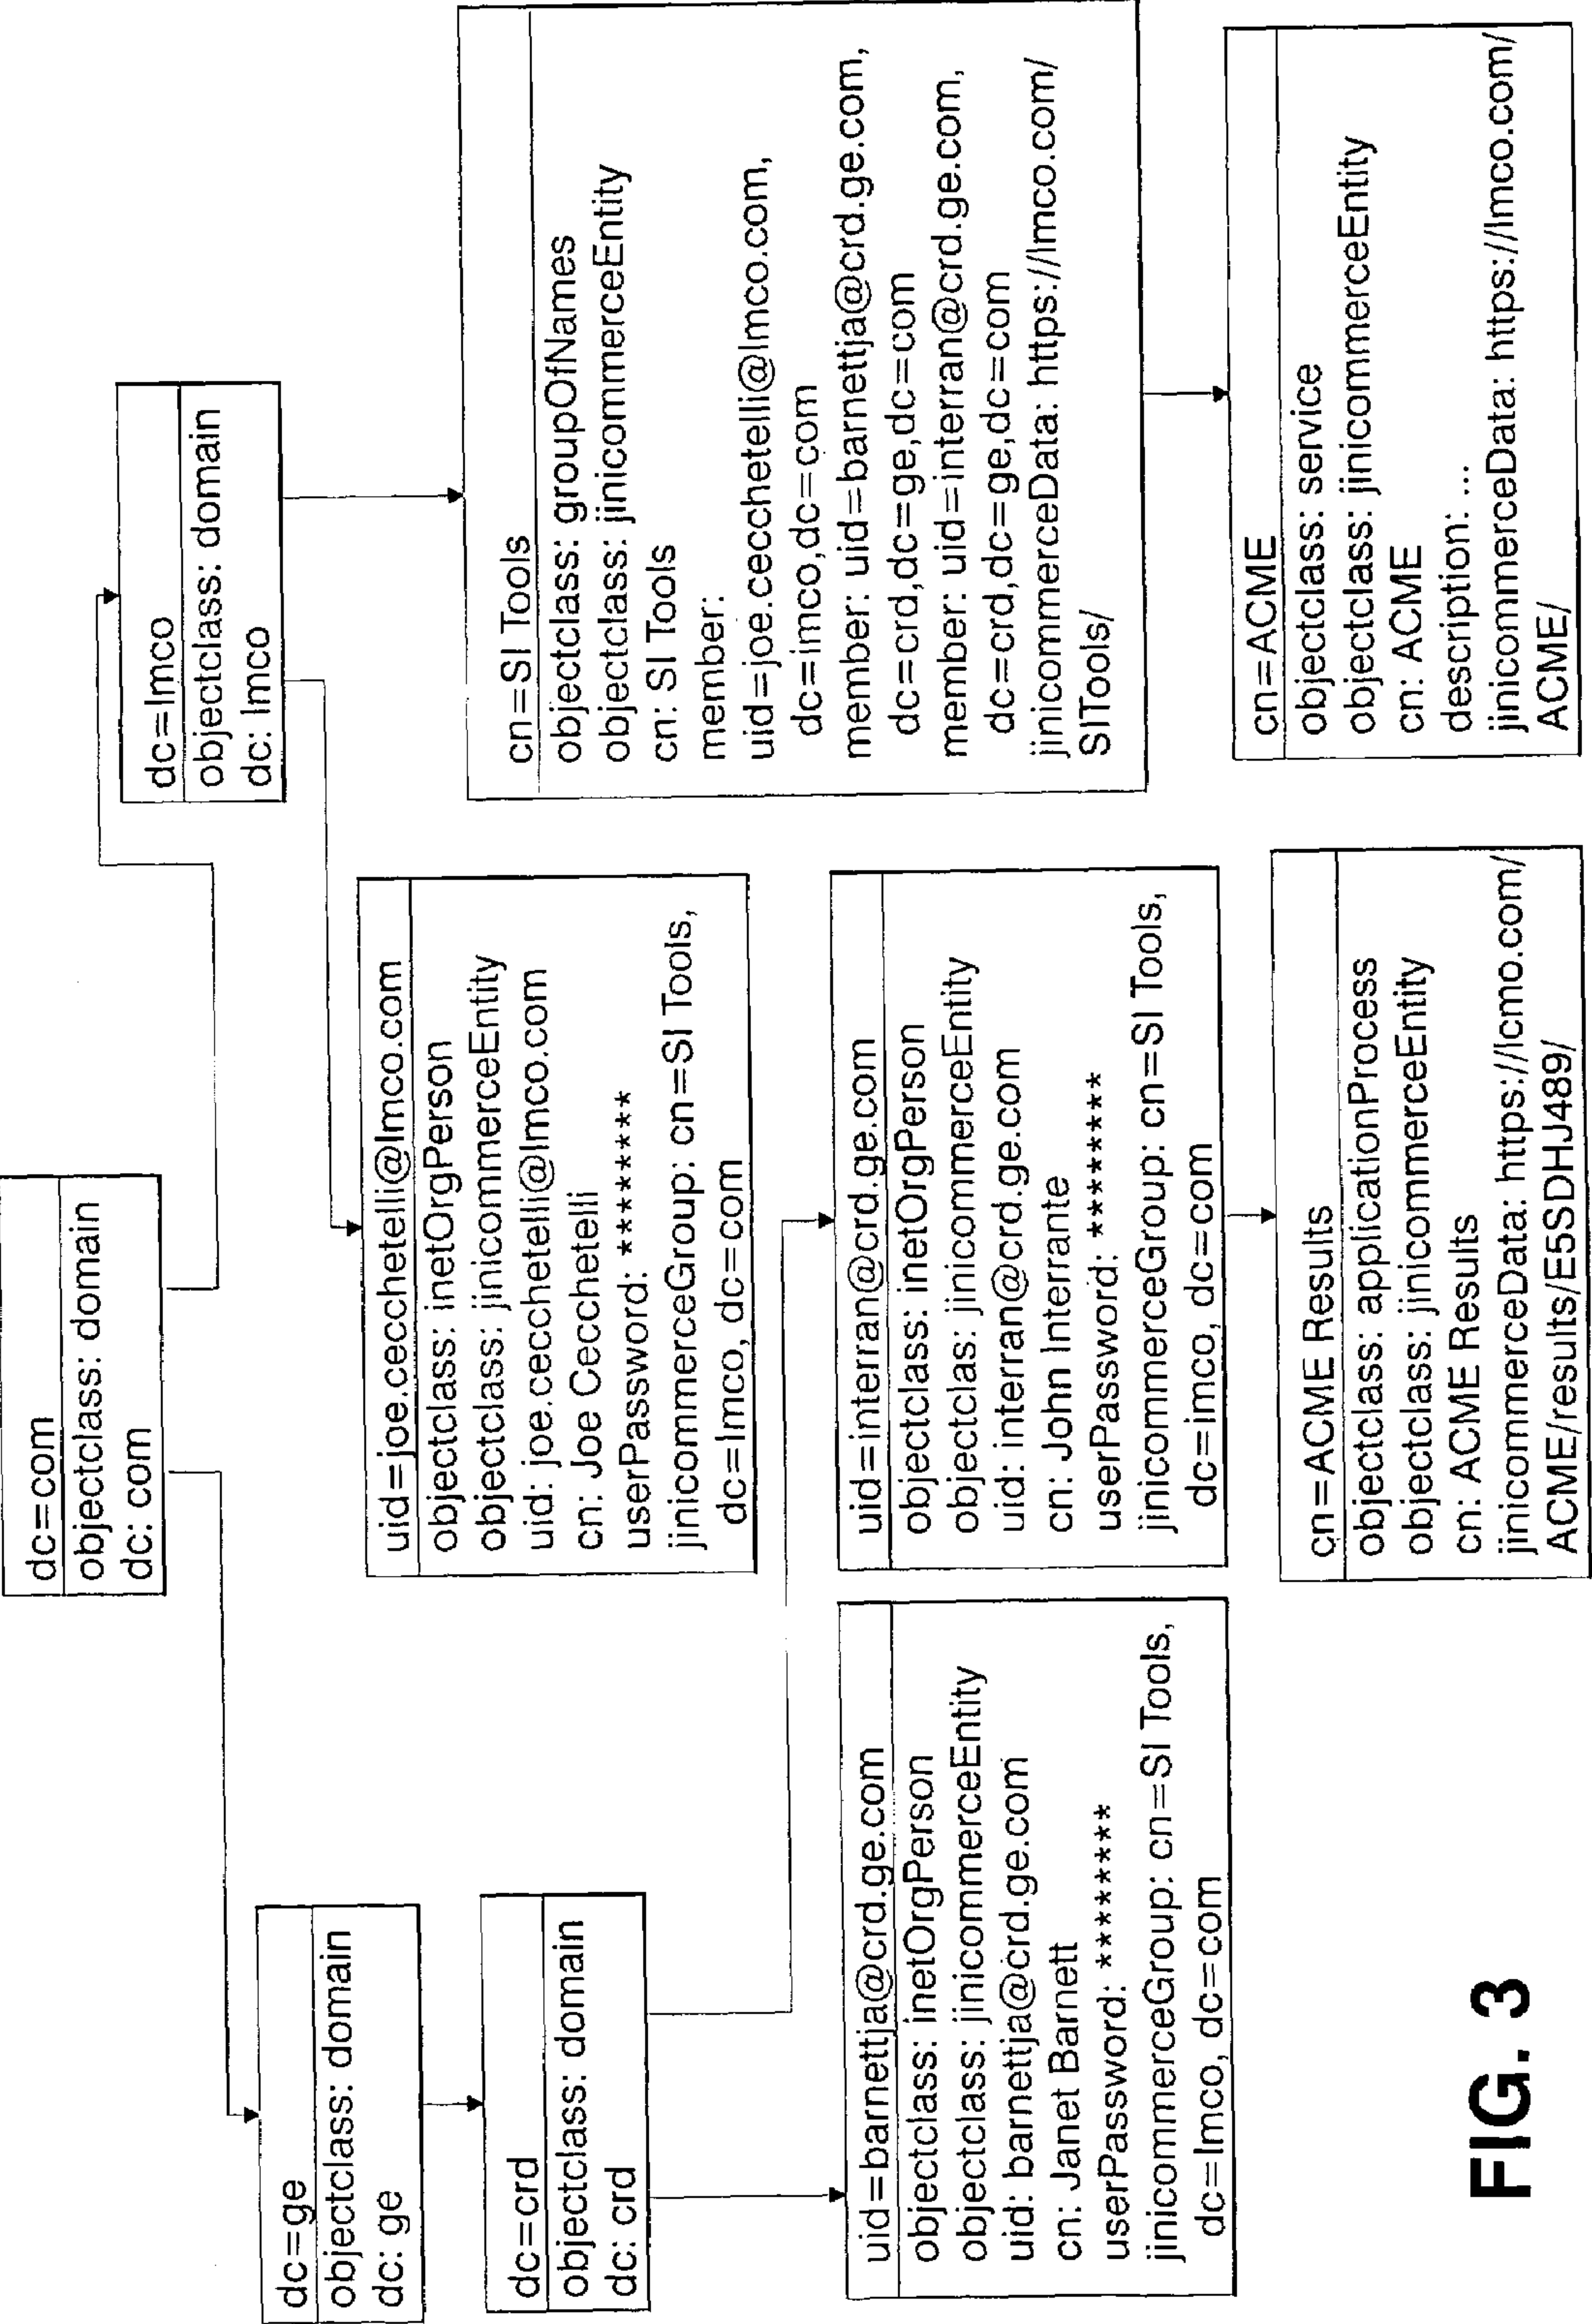 dc=com
objectclass: domain
dc: com
dc=lmco
objectclass: domain
dc: lmco
dc=ge
objectclass: domain
dc: ge
dc=crd
objectclass: domain
dc: crd
uid=joe.cecchetelli@lmco.com
objectclass: inetOrgPerson
objectclass: jinicommerceEntity
uid: joe.cecchetelli@lmco.com
cn: Joe Cecchetelli
userPassword: ********
jinicommerceGroup: cn=SI Tools,
dc=lmco, dc=com
cn=SI Tools
objectclass: groupOfNames
objectclass: jinicommerceEntity
cn: SI Tools
member:
uid=joe.cecchetelli@lmco.com,
dc=imco,dc=com
member: uid=barnettja@crd.ge.com,
dc=crd,dc=ge,dc=com
member: uid=interran@crd.ge.com,
dc=crd,dc=ge,dc=com
jinicommerceData: https://lmco.com/
SITools/
uid=barnettja@crd.ge.com
objectclass: inetOrgPerson
objectclass: jinicommerceEntity
uid: barnettja@crd.ge.com
cn: Janet Barnett
userPassword: ********
jinicommerceGroup: cn=SI Tools,
dc=lmco, dc=com
uid=interran@crd.ge.com
objectclass: inetOrgPerson
objectclas: jinicommerceEntity
uid: interran@crd.ge.com
cn: John Interrante
userPassword: ********
jinicommerceGroup: cn=SI Tools,
dc=imco, dc=com
cn=ACME Results
objectclass: applicationProcess
objectclass: jinicommerceEntity
cn: ACME Results
jinicommerceData: https://lcmo.com/
ACME/results/E5SDHJ489/
cn=ACME
objectclass: service
objectclass: jinicommerceEntity
cn: ACME
description: ...
jinicommerceData: https://lmco.com/
ACME/
FIG. 3